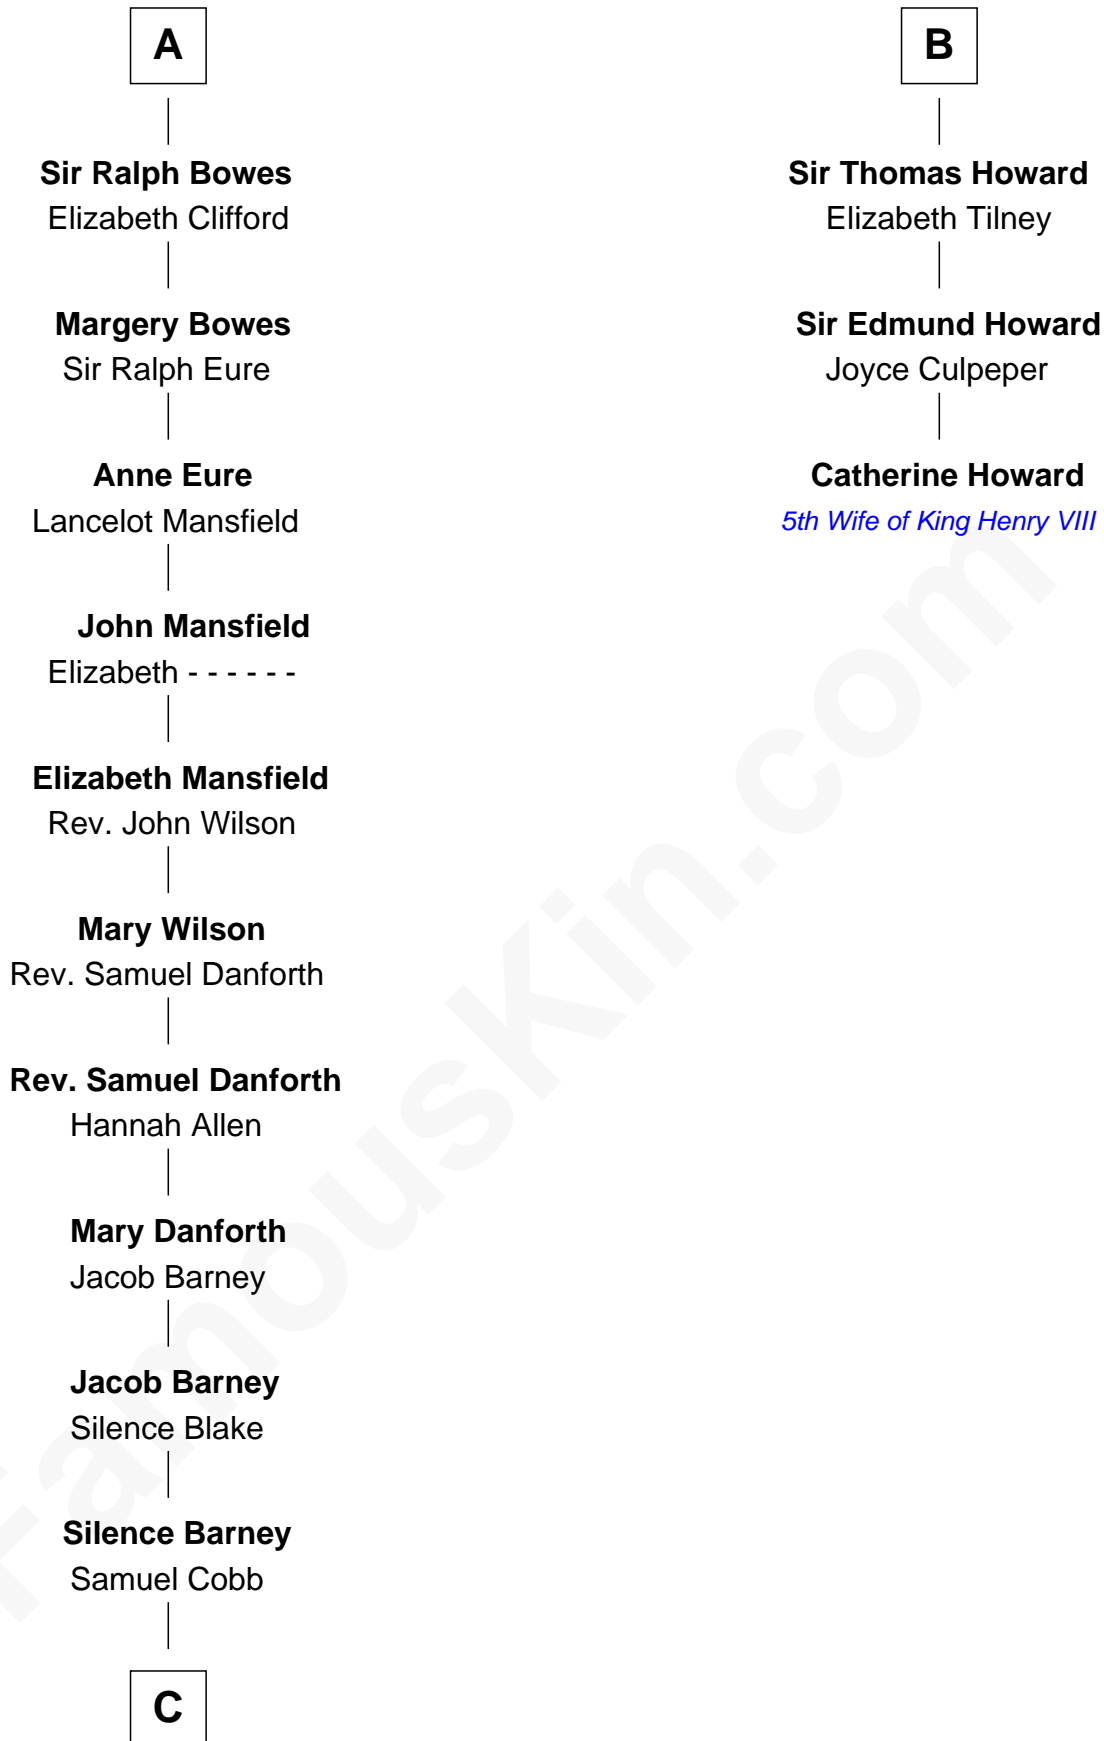 A
Sir Ralph Bowes
Elizabeth Clifford
Margery Bowes
Sir Ralph Eure
Anne Eure
Lancelot Mansfield
John Mansfield
Elizabeth - - - - - -
Elizabeth Mansfield
Rev. John Wilson
Mary Wilson
Rev. Samuel Danforth
Rev. Samuel Danforth
Hannah Allen
Mary Danforth
Jacob Barney
Jacob Barney
Silence Blake
Silence Barney
Samuel Cobb
C
B
Sir Thomas Howard
Elizabeth Tilney
Sir Edmund Howard
Joyce Culpeper
Catherine Howard
5th Wife of King Henry VIII
FamousKin.com